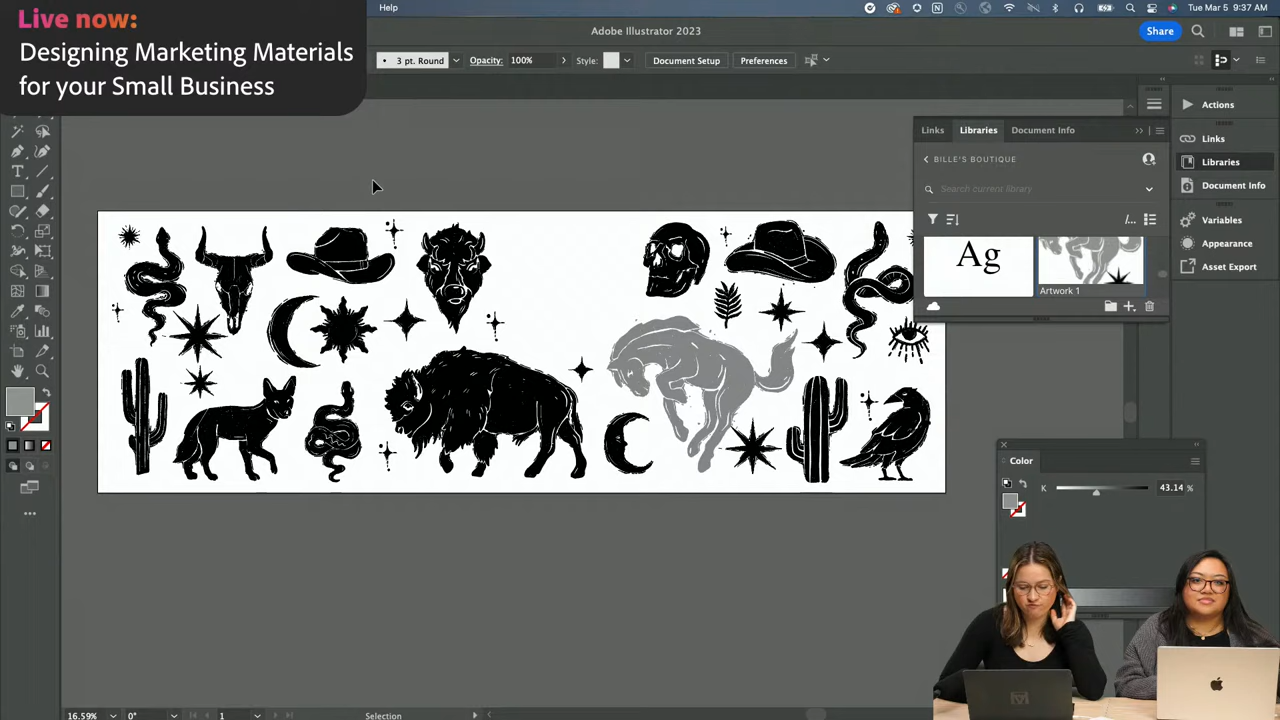 Live now:
Designing Marketing Materials
for your Small Business
Help
Tue Mar 5 9:37 AM
Adobe Illustrator 2023
Share
3 pt. Round
Opacity:
100%
Style:
Document Setup
Preferences
Links
Libraries
Document Info
BILLE'S BOUTIQUE
Search current library
Ag
Artwork 1
Actions
Links
Libraries
Document Info
Variables
Appearance
Asset Export
Color
K
43.14 %
16.59%
0°
1
Selection